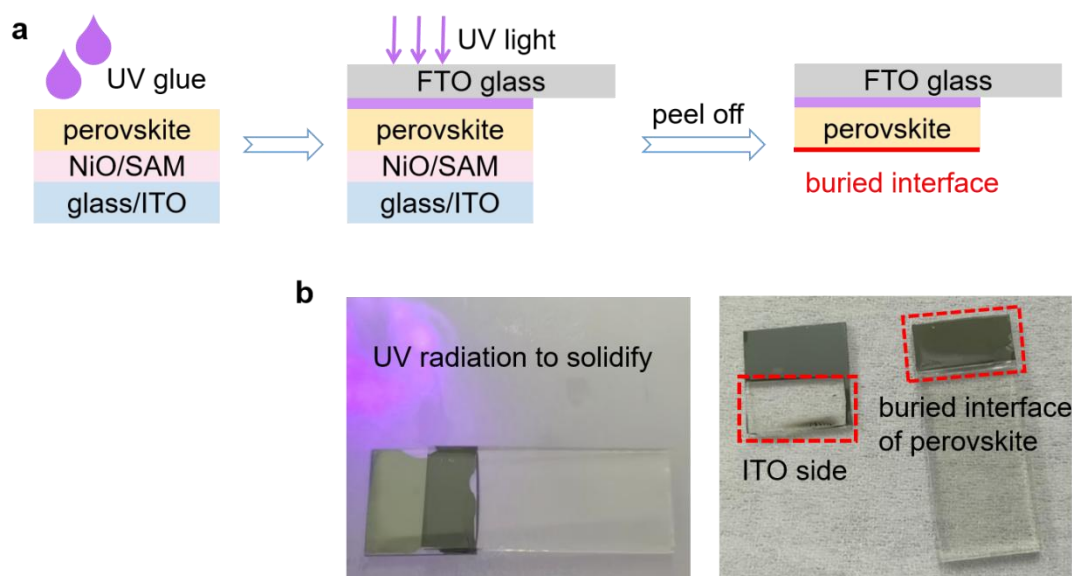 a
UV glue
perovskite
NiO/SAM
glass/ITO
UV light
FTO glass
perovskite
NiO/SAM
glass/ITO
peel off
FTO glass
perovskite
buried interface
b
UV radiation to solidify
ITO side
buried interface
of perovskite